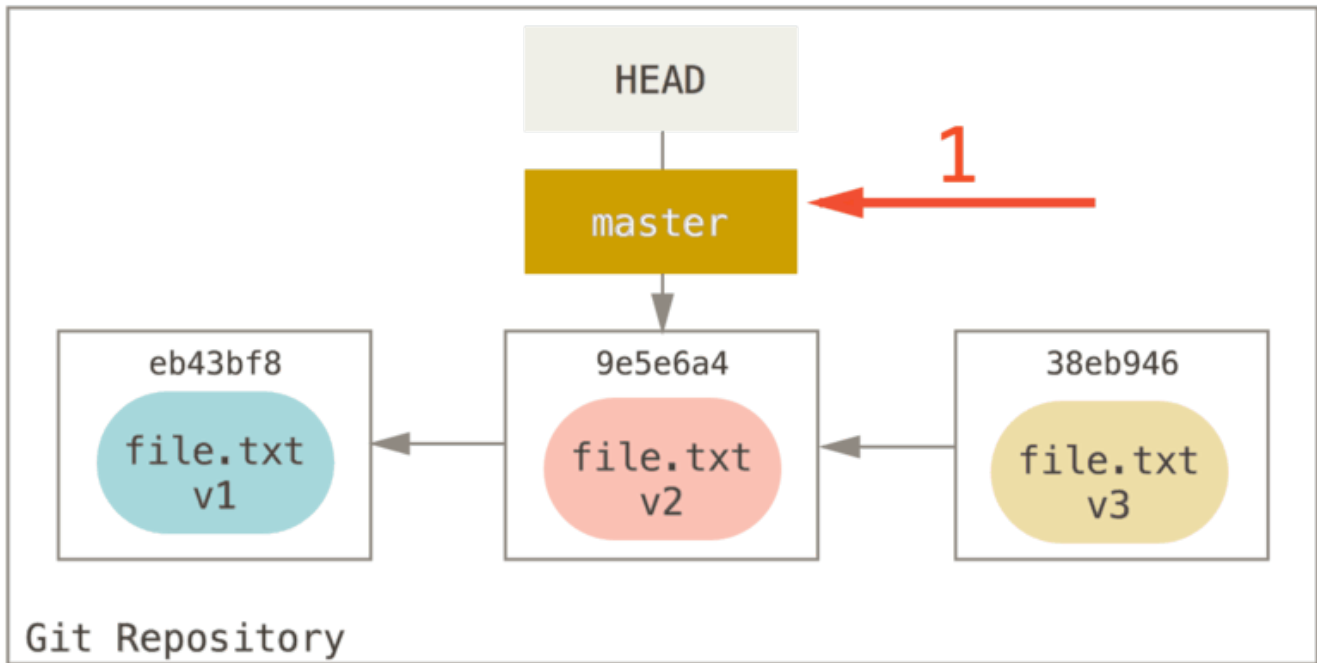 HEAD
1
master
eb43bf8
9e5e6a4
38eb946
file.txt
v1
file.txt
v2
file.txt
v3
Git Repository